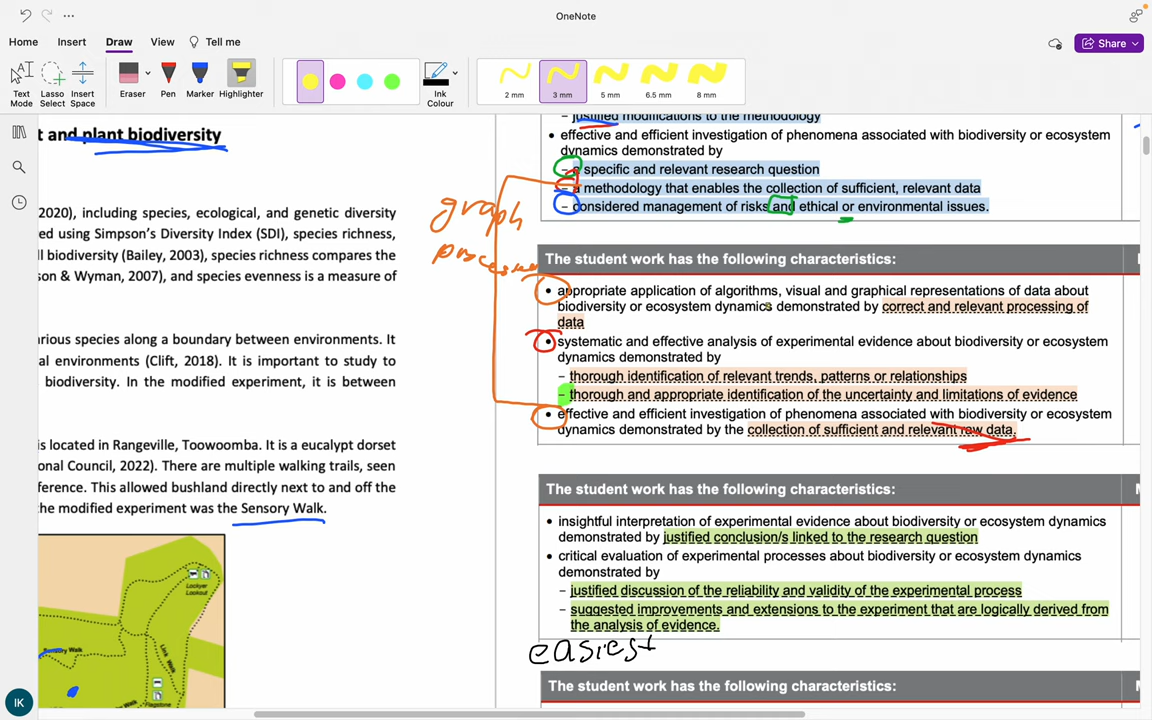 OneNote
Home Insert Draw View Tell me
Share
Text Mode
Lasso Select
Insert Space
Eraser
Pen
Marker
Highlighter
Ink Colour
2 mm
3 mm
5 mm
6.5 mm
8 mm
t and plant biodiversity
2020), including species, ecological, and genetic diversity
ed using Simpson's Diversity Index (SDI), species richness,
l biodiversity (Bailey, 2003), species richness compares the
son & Wyman, 2007), and species evenness is a measure of
arious species along a boundary between environments. It
al environments (Clift, 2018). It is important to study to
biodiversity. In the modified experiment, it is between
is located in Rangeville, Toowoomba. It is a eucalypt dorset
onal Council, 2022). There are multiple walking trails, seen
fference. This allowed bushland directly next to and off the
the modified experiment was the Sensory Walk.
Lockyer Lookout
Sensory Walk
Link Walk
Flagstone
graph
– justified modifications to the methodology
• effective and efficient investigation of phenomena associated with biodiversity or ecosystem
dynamics demonstrated by
– a specific and relevant research question
– a methodology that enables the collection of sufficient, relevant data
– considered management of risks and ethical or environmental issues.
The student work has the following characteristics:
• appropriate application of algorithms, visual and graphical representations of data about
biodiversity or ecosystem dynamics demonstrated by correct and relevant processing of
data
• systematic and effective analysis of experimental evidence about biodiversity or ecosystem
dynamics demonstrated by
– thorough identification of relevant trends, patterns or relationships
– thorough and appropriate identification of the uncertainty and limitations of evidence
• effective and efficient investigation of phenomena associated with biodiversity or ecosystem
dynamics demonstrated by the collection of sufficient and relevant raw data.
The student work has the following characteristics:
• insightful interpretation of experimental evidence about biodiversity or ecosystem dynamics
demonstrated by justified conclusion/s linked to the research question
• critical evaluation of experimental processes about biodiversity or ecosystem dynamics
demonstrated by
– justified discussion of the reliability and validity of the experimental process
– suggested improvements and extensions to the experiment that are logically derived from
the analysis of evidence.
easiest
The student work has the following characteristics:
IK